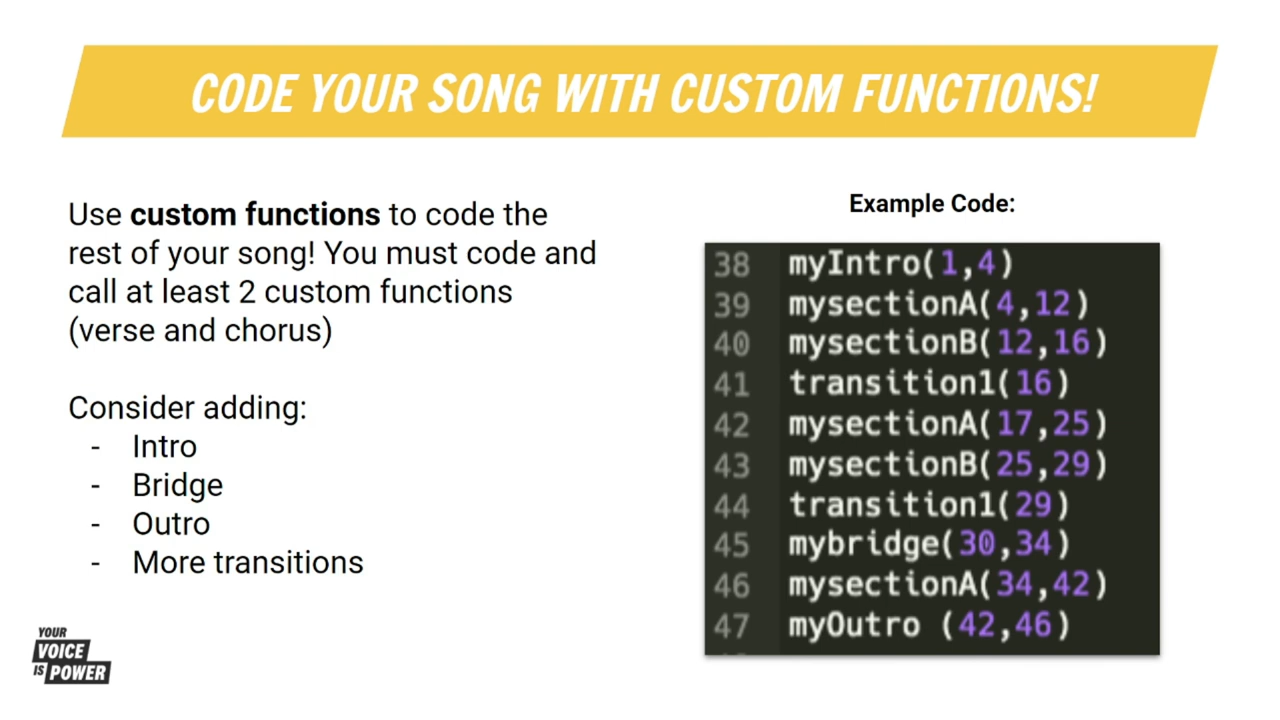 CODE YOUR SONG WITH CUSTOM FUNCTIONS!
Use custom functions to code the
rest of your song! You must code and
call at least 2 custom functions
(verse and chorus)
Consider adding:
- Intro
- Bridge
- Outro
- More transitions
Example Code:
38 myIntro(1,4)
39 mysectionA(4,12)
40 mysectionB(12,16)
41 transition1(16)
42 mysectionA(17,25)
43 mysectionB(25,29)
44 transition1(29)
45 mybridge(30,34)
46 mysectionA(34,42)
47 myOutro (42,46)
YOUR
VOICE
IS POWER